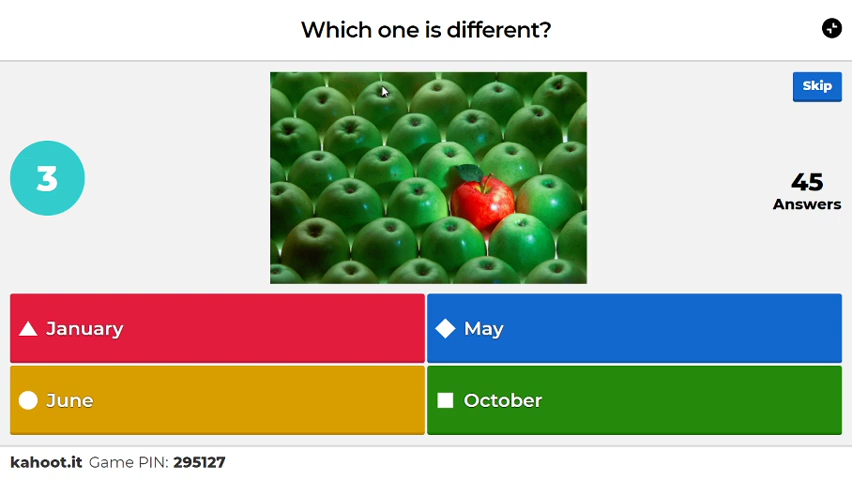 Which one is different?
Skip
3
45
Answers
January
May
June
October
kahoot.it Game PIN: 295127